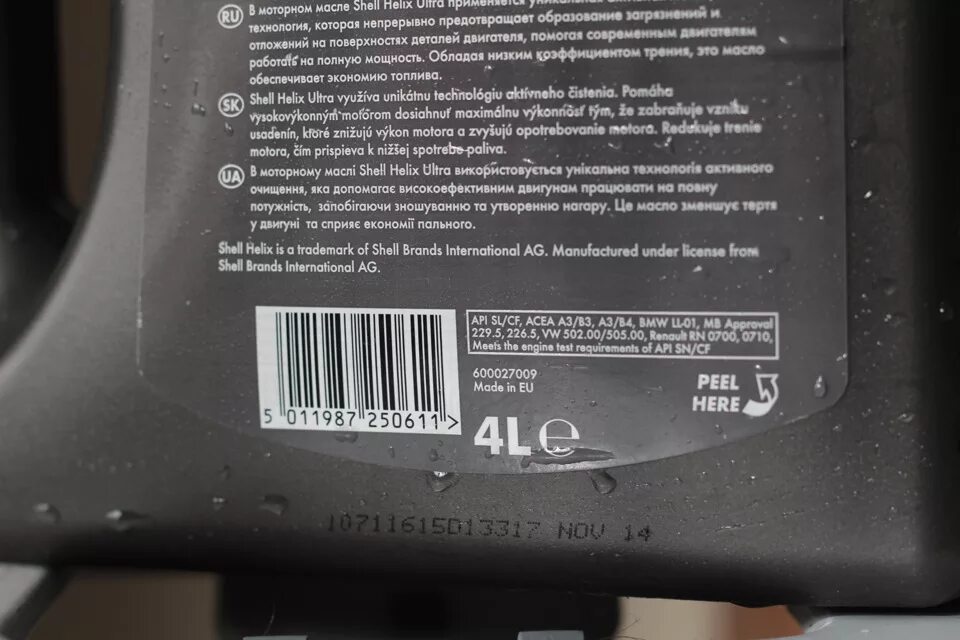 RU В моторном масле Shell Helix Ultra применяется уникальная
технология, которая непрерывно предотвращает образование загрязнений и
отложений на поверхностях деталей двигателя, помогая современным двигателям
работать на полную мощность. Обладая низким коэффициентом трения, это масло
обеспечивает экономию топлива.
SK Shell Helix Ultra využíva unikátnu technológiu aktívneho čistenia. Pomáha
vysokovýkonným motorom dosiahnuť maximálnu výkonnosť tým, že zabraňuje vzniku
usadenín, ktoré znižujú výkon motora a zvyšujú opotrebovanie motora. Redukuje trenie
motora, čím prispieva k nižšej spotrebe paliva.
UA В моторному маслі Shell Helix Ultra використовується унікальна технологія активного
очищення, яка допомагає високоефективним двигунам працювати на повну
потужність, запобігаючи зношуванню та утворенню нагару. Це масло зменшує тертя
у двигуні та сприяє економії пального.
Shell Helix is a trademark of Shell Brands International AG. Manufactured under license from
Shell Brands International AG.
API SL/CF, ACEA A3/B3, A3/B4, BMW LL-01, MB Approval
229.5, 226.5, VW 502.00/505.00, Renault RN 0700, 0710,
Meets the engine test requirements of API SN/CF
600027009
Made in EU
PEEL
HERE
5 011987 250611 >
4L e
10711615D13317 NOV 14